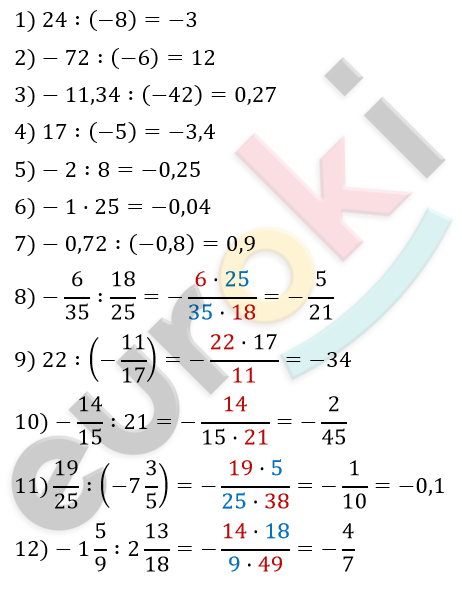 1) 24 : (−8) = −3
2) − 72 : (−6) = 12
3) − 11,34 : (−42) = 0,27
4) 17 : (−5) = −3,4
5) − 2 : 8 = −0,25
6) − 1 · 25 = −0,04
7) − 0,72 : (−0,8) = 0,9
8) − 6/35 : 18/25 = − (6 · 25)/(35 · 18) = − 5/21
9) 22 : (− 11/17) = − (22 · 17)/11 = −34
10) − 14/15 : 21 = − 14/(15 · 21) = − 2/45
11) 19/25 : (−7 3/5) = − (19 · 5)/(25 · 38) = − 1/10 = −0,1
12) − 1 5/9 : 2 13/18 = − (14 · 18)/(9 · 49) = − 4/7
euroki